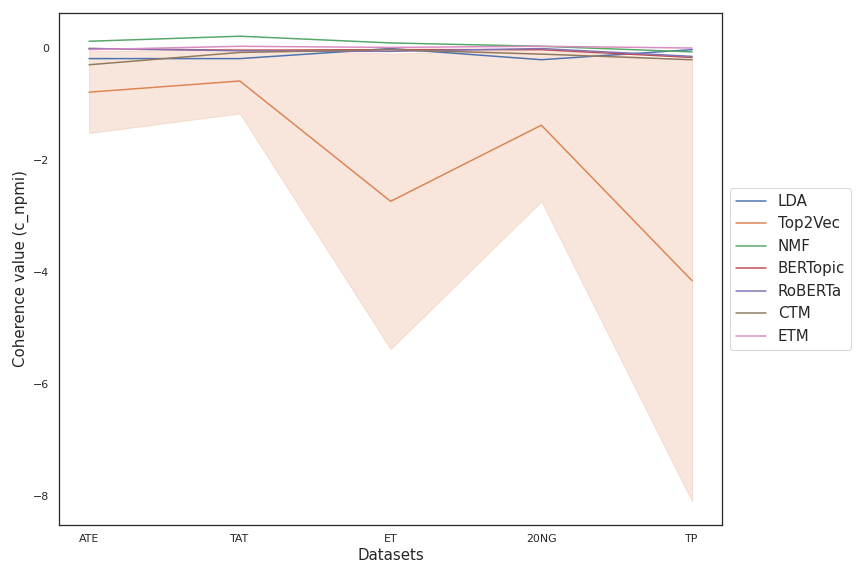 Coherence value (c_npmi)
0
−2
−4
−6
−8
ATE
TAT
ET
20NG
TP
Datasets
LDA
Top2Vec
NMF
BERTopic
RoBERTa
CTM
ETM